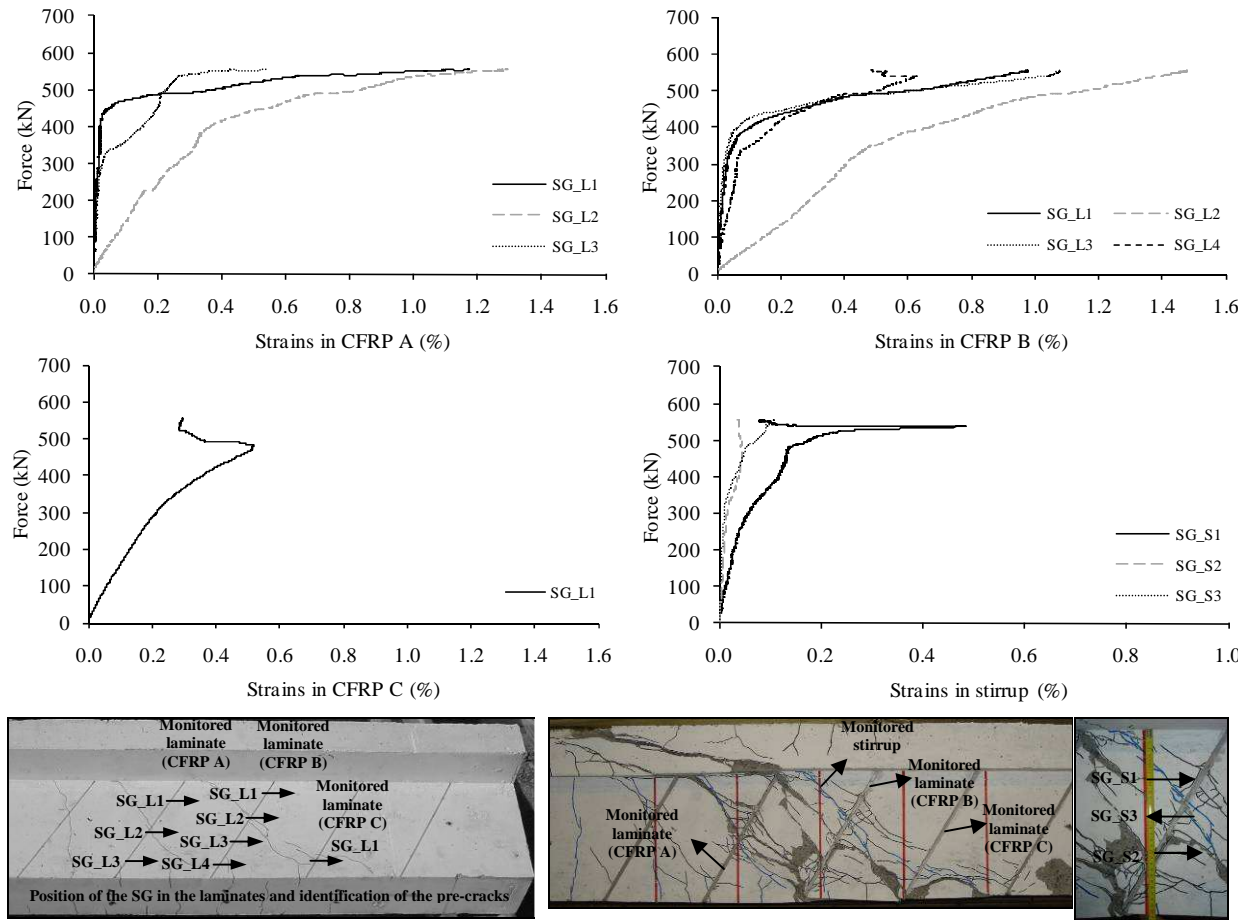 700
600
500
400
300
200
100
0
Force (kN)
SG_L1
SG_L2
SG_L3
0.0 0.2 0.4 0.6 0.8 1.0 1.2 1.4 1.6
Strains in CFRP A (%)
700
600
500
400
300
200
100
0
Force (kN)
SG_L1 SG_L2
SG_L3 SG_L4
0.0 0.2 0.4 0.6 0.8 1.0 1.2 1.4 1.6
Strains in CFRP B (%)
700
600
500
400
300
200
100
0
Force (kN)
SG_L1
0.0 0.2 0.4 0.6 0.8 1.0 1.2 1.4 1.6
Strains in CFRP C (%)
700
600
500
400
300
200
100
0
Force (kN)
SG_S1
SG_S2
SG_S3
0.0 0.2 0.4 0.6 0.8 1.0
Strains in stirrup (%)
Monitored
laminate
(CFRP A)
Monitored
laminate
(CFRP B)
Monitored
laminate
(CFRP C)
SG_L1
SG_L2
SG_L3
SG_L1
SG_L2
SG_L3
SG_L4
SG_L1
Position of the SG in the laminates and identification of the pre-cracks
Monitored
stirrup
Monitored
laminate
(CFRP B)
Monitored
laminate
(CFRP A)
Monitored
laminate
(CFRP C)
SG_S1
SG_S3
SG_S2